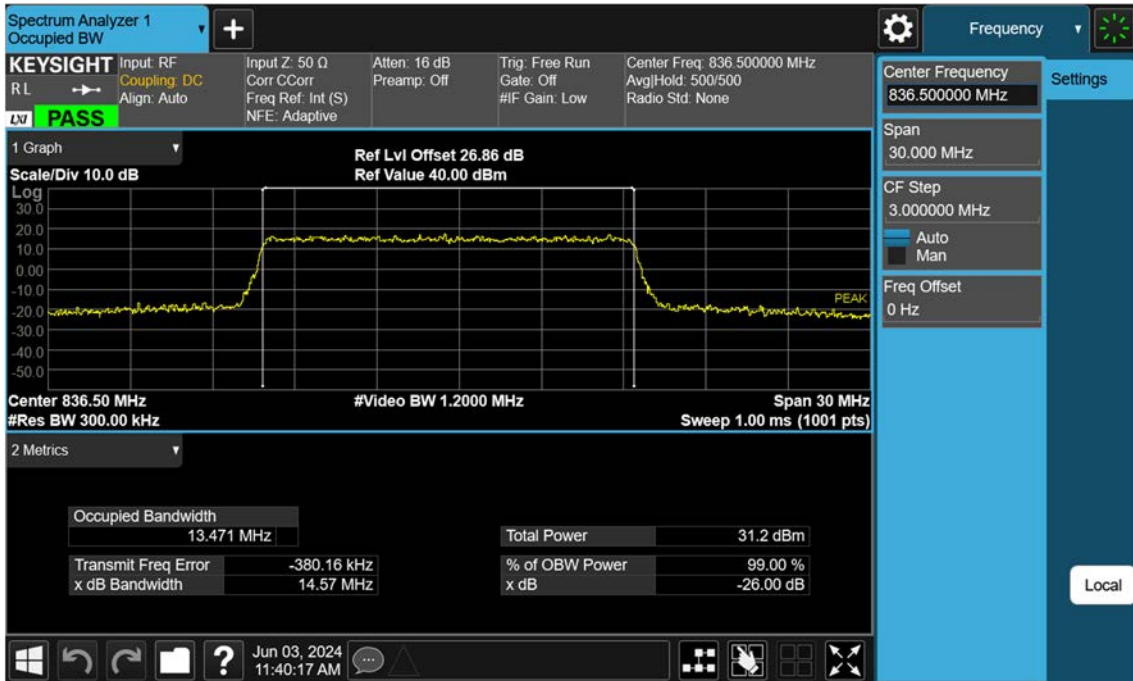 Spectrum Analyzer 1
Occupied BW
+
Frequency
KEYSIGHT
R L
LXI PASS
Input: RF
Coupling: DC
Align: Auto
Input Z: 50 Ω
Corr CCorr
Freq Ref: Int (S)
NFE: Adaptive
Atten: 16 dB
Preamp: Off
Trig: Free Run
Gate: Off
#IF Gain: Low
Center Freq: 836.500000 MHz
Avg|Hold: 500/500
Radio Std: None
Center Frequency
836.500000 MHz
Settings
Span
30.000 MHz
CF Step
3.000000 MHz
Auto
Man
Freq Offset
0 Hz
Local
1 Graph
Scale/Div 10.0 dB
Ref Lvl Offset 26.86 dB
Ref Value 40.00 dBm
Log
30.0
20.0
10.0
0.00
-10.0
-20.0
-30.0
-40.0
-50.0
PEAK
Center 836.50 MHz
#Res BW 300.00 kHz
#Video BW 1.2000 MHz
Span 30 MHz
Sweep 1.00 ms (1001 pts)
2 Metrics
Occupied Bandwidth
13.471 MHz
Total Power 31.2 dBm
Transmit Freq Error -380.16 kHz
% of OBW Power 99.00 %
x dB Bandwidth 14.57 MHz
x dB -26.00 dB
?
Jun 03, 2024
11:40:17 AM